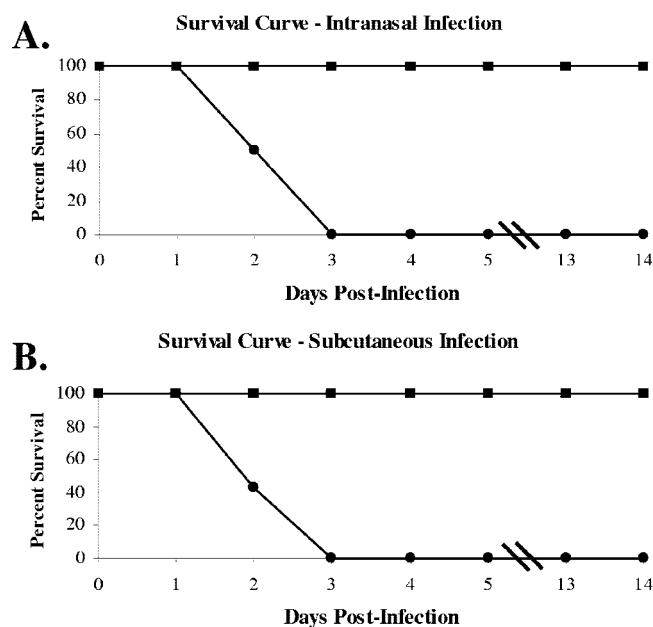 A.
Survival Curve - Intranasal Infection
Percent Survival
100
80
60
40
20
0
0 1 2 3 4 5 13 14
Days Post-Infection
B.
Survival Curve - Subcutaneous Infection
Percent Survival
100
80
60
40
20
0
0 1 2 3 4 5 13 14
Days Post-Infection